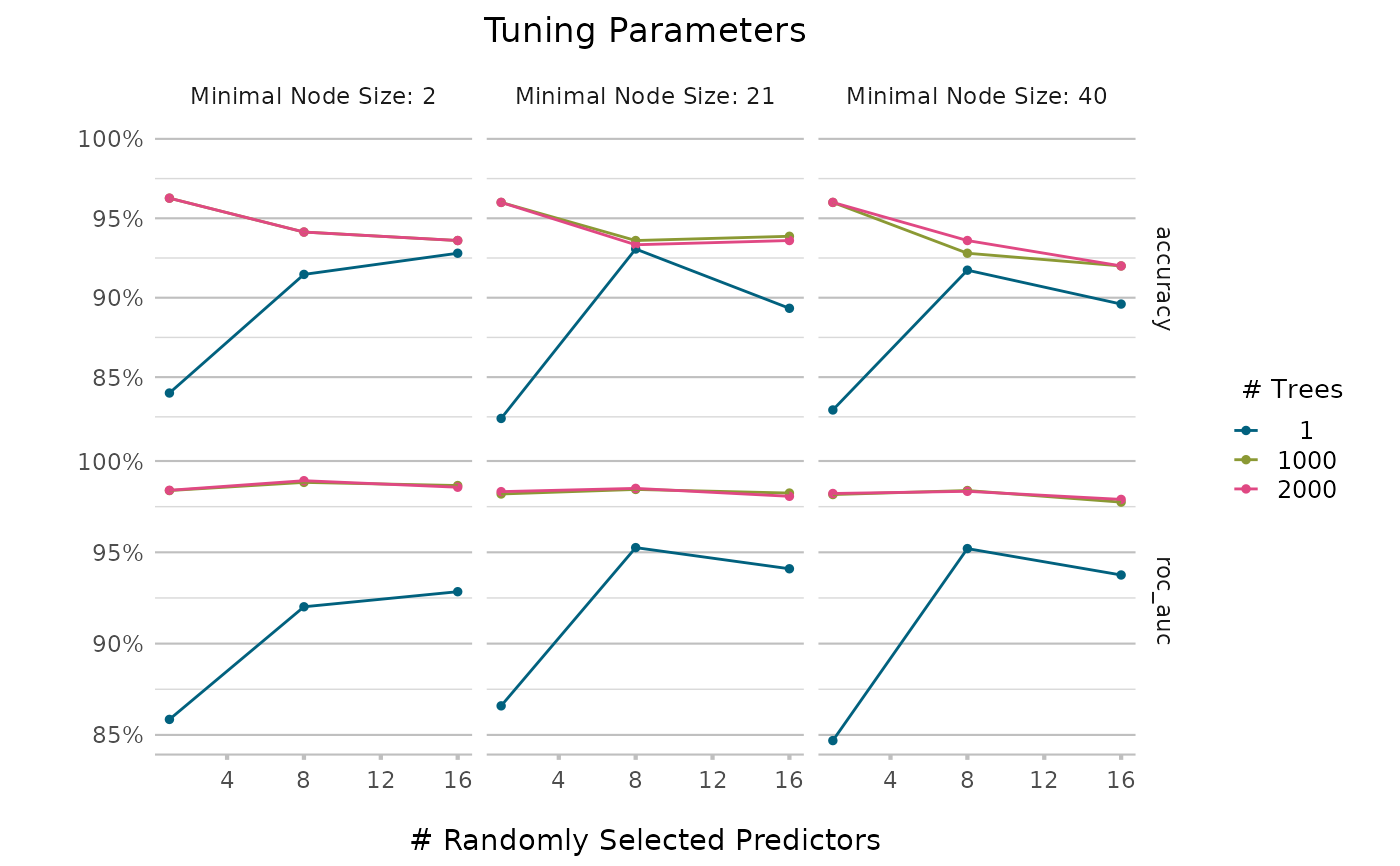 Tuning Parameters
Minimal Node Size: 2
Minimal Node Size: 21
Minimal Node Size: 40
100%
95%
90%
85%
accuracy
100%
95%
90%
85%
roc_auc
4 8 12 16
4 8 12 16
4 8 12 16
# Randomly Selected Predictors
# Trees
1
1000
2000